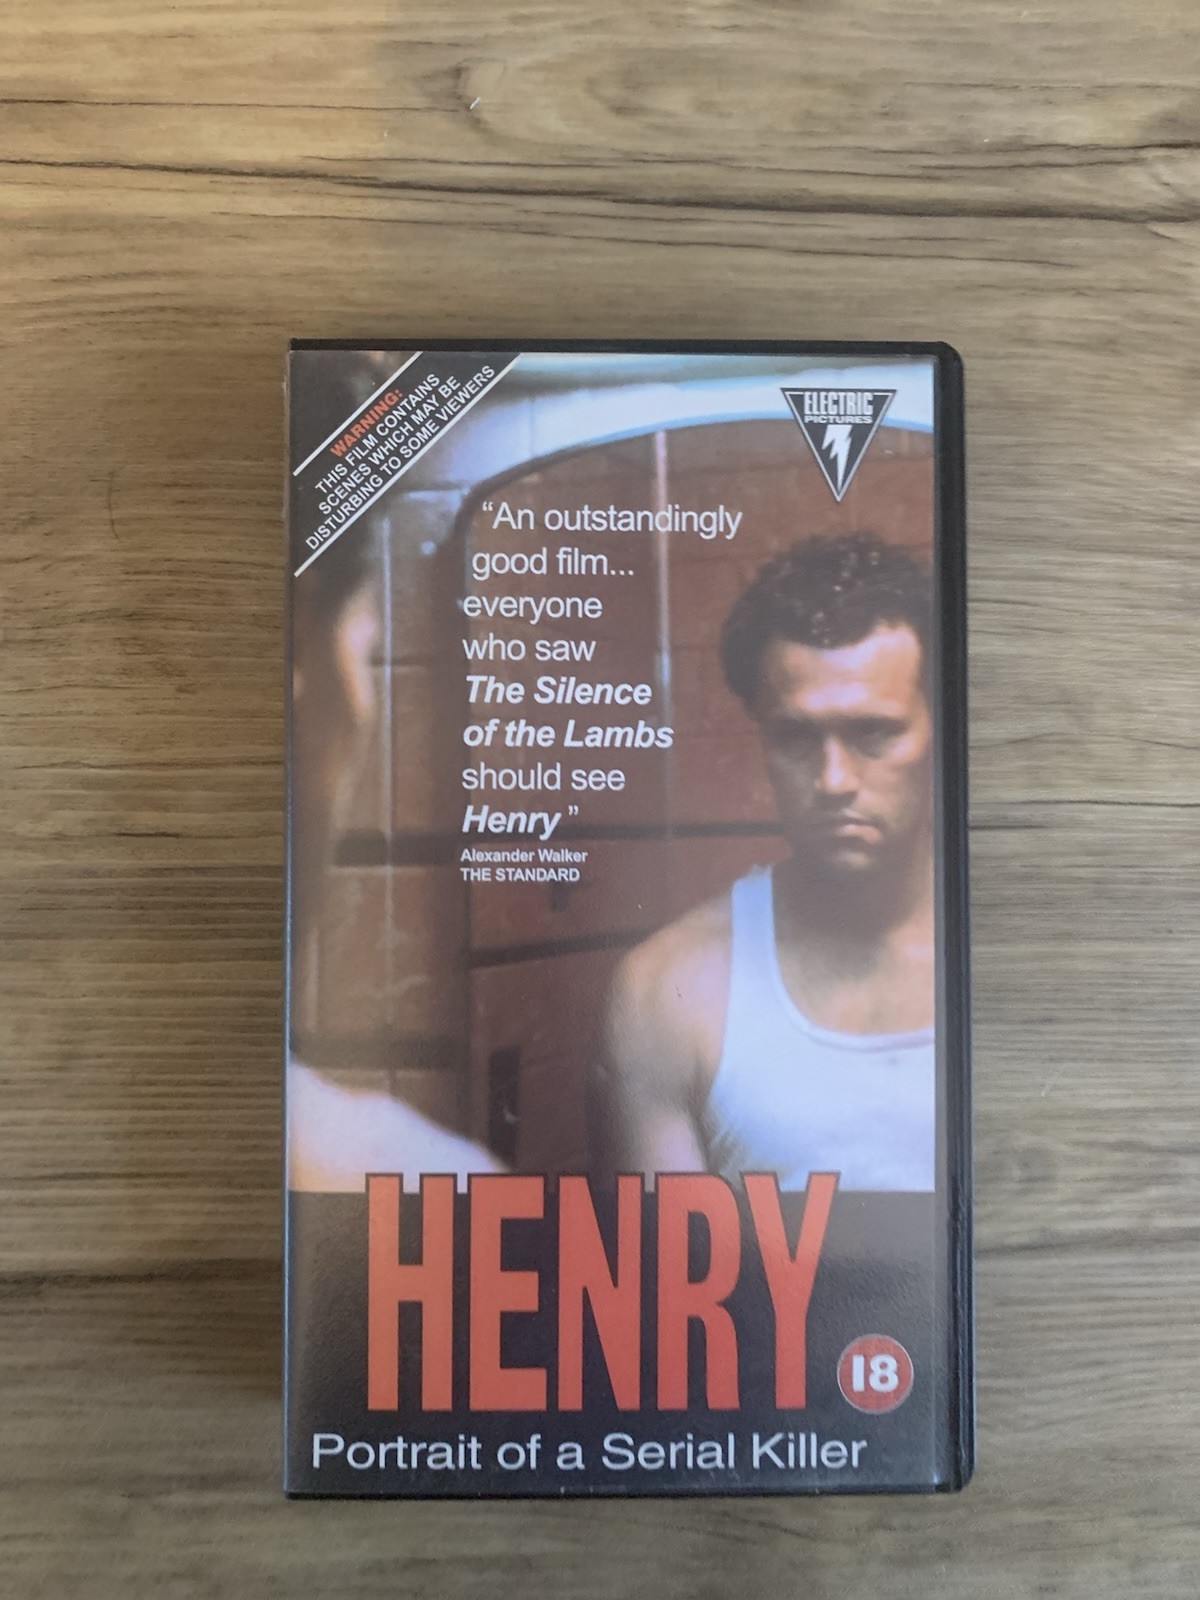 WARNING:
THIS FILM CONTAINS
SCENES WHICH MAY BE
DISTURBING TO SOME VIEWERS
ELECTRIC
PICTURES
“An outstandingly
good film...
everyone
who saw
The Silence
of the Lambs
should see
Henry”
Alexander Walker
THE STANDARD
HENRY
18
Portrait of a Serial Killer